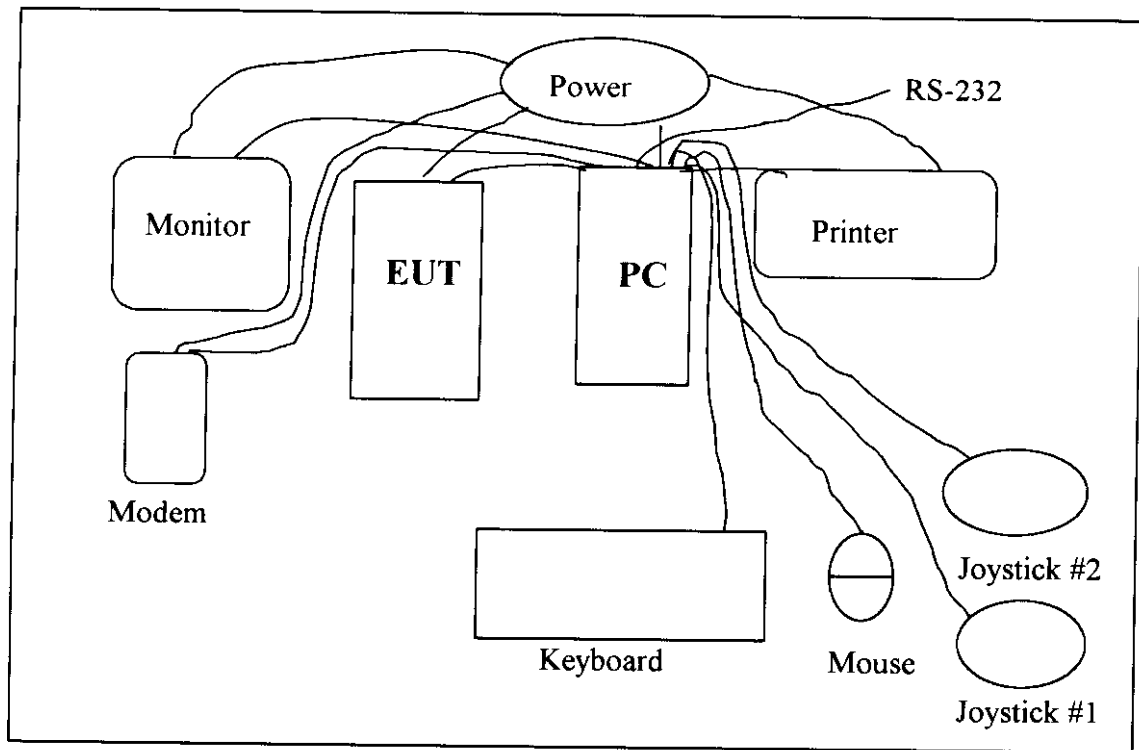 Power
RS-232
Monitor
EUT
PC
Printer
Modem
Joystick #2
Keyboard
Mouse
Joystick #1